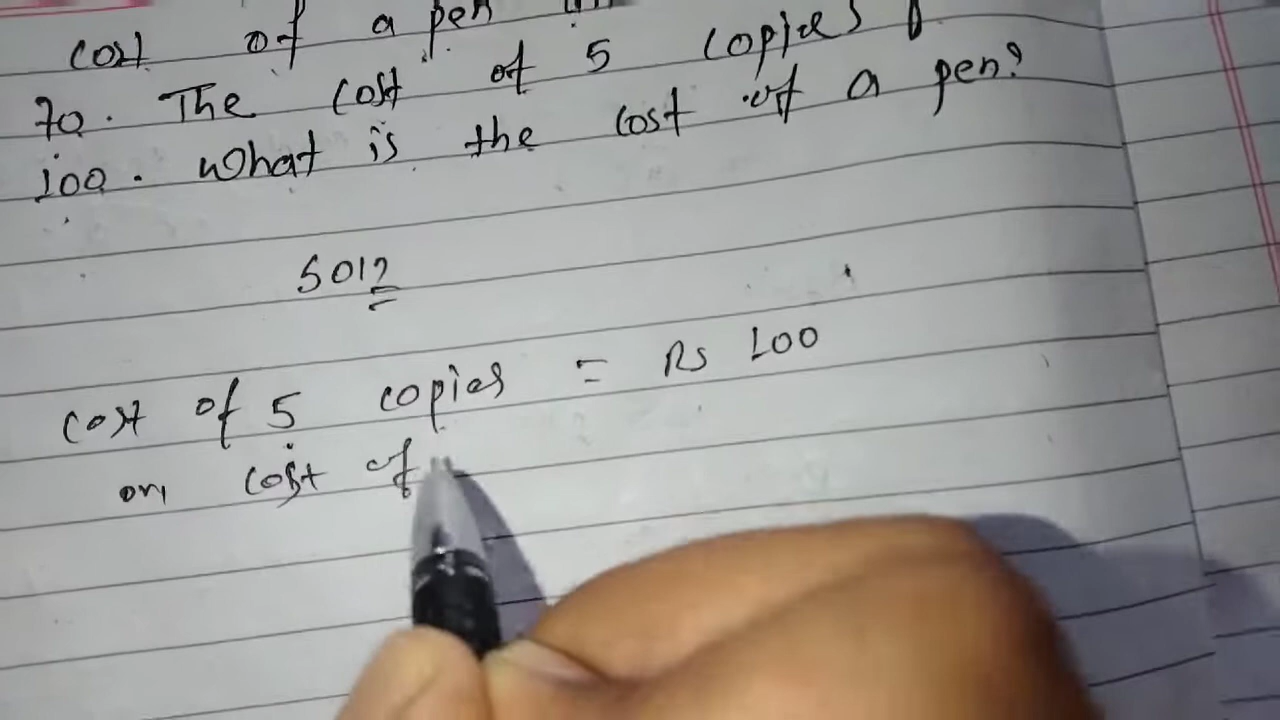 cost of a pen
70. The cost of 5 copies
100. What is the cost of a pen?
Sol?
cost of 5 copies = Rs 100
or, cost of